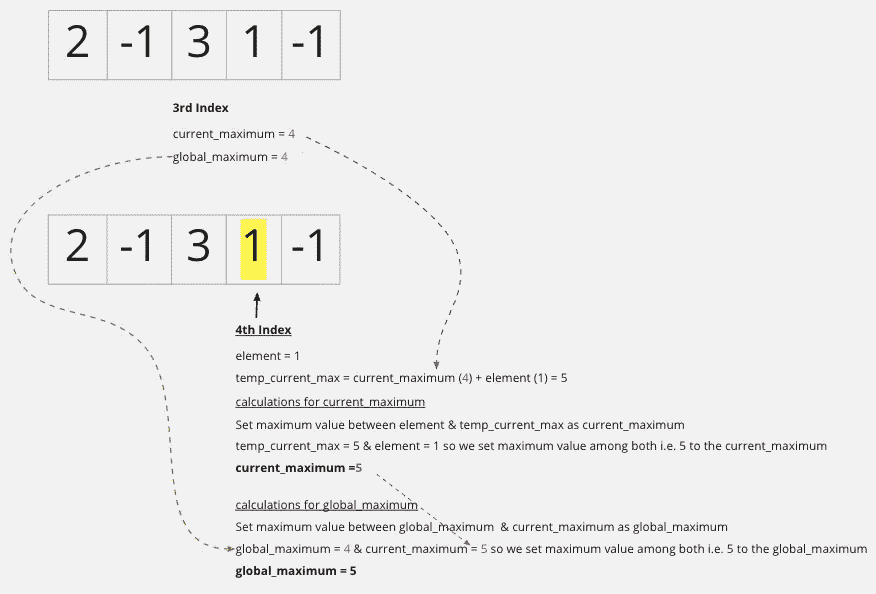 2 -1 3 1 -1
3rd Index
current_maximum = 4
global_maximum = 4
2 -1 3 1 -1
4th Index
element = 1
temp_current_max = current_maximum (4) + element (1) = 5
calculations for current_maximum
Set maximum value between element & temp_current_max as current_maximum
temp_current_max = 5 & element = 1 so we set maximum value among both i.e. 5 to the current_maximum
current_maximum =5
calculations for global_maximum
Set maximum value between global_maximum & current_maximum as global_maximum
global_maximum = 4 & current_maximum = 5 so we set maximum value among both i.e. 5 to the global_maximum
global_maximum = 5